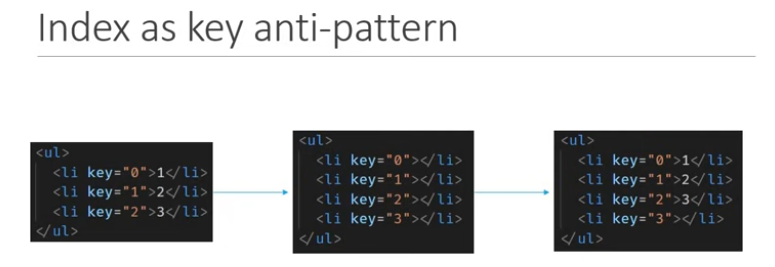 Index as key anti-pattern
<ul>
<li key="0">1</li>
<li key="1">2</li>
<li key="2">3</li>
</ul>
<ul>
<li key="0"></li>
<li key="1"></li>
<li key="2"></li>
<li key="3"></li>
</ul>
<ul>
<li key="0">1</li>
<li key="1">2</li>
<li key="2">3</li>
<li key="3"></li>
</ul>